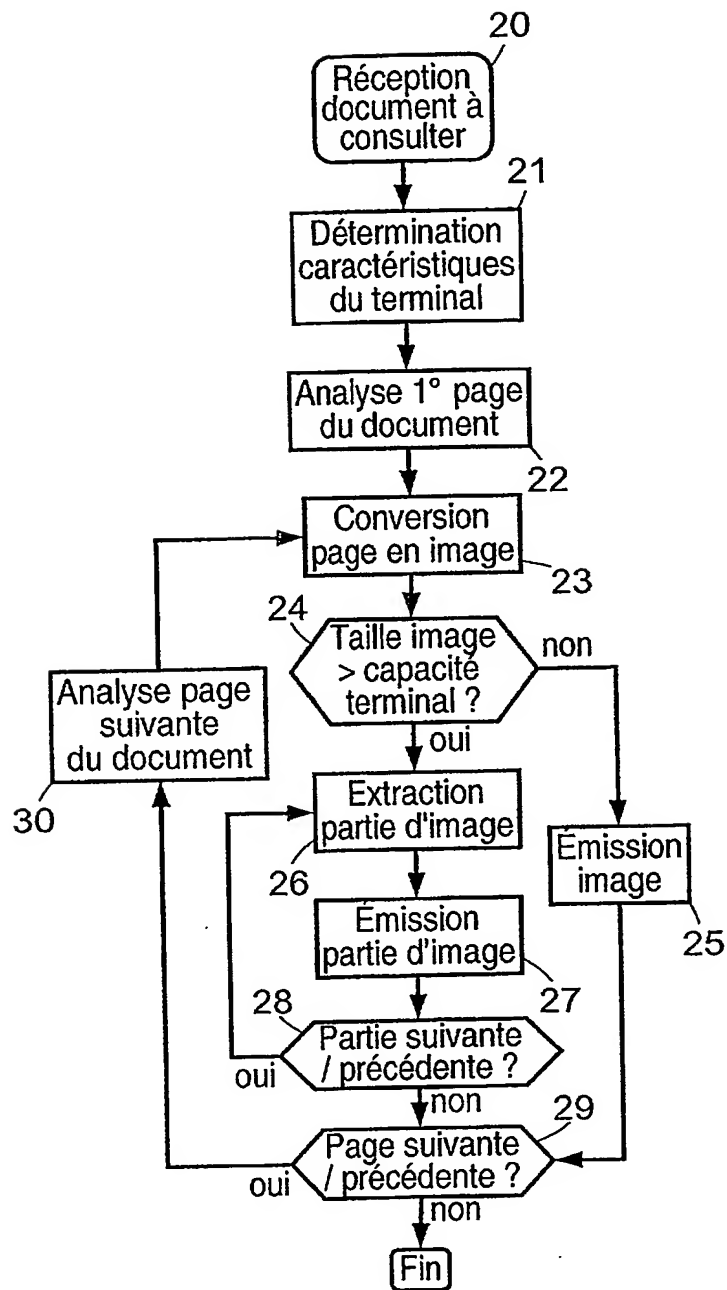 20
Réception
document à
consulter
21
Détermination
caractéristiques
du terminal
Analyse 1° page
du document
22
Conversion
page en image
23
24
Taille image
> capacité
terminal ?
non
oui
Analyse page
suivante
du document
30
Extraction
partie d'image
26
Émission
image
25
Émission
partie d'image
27
28
Partie suivante
/ précédente ?
oui
non
29
Page suivante
/ précédente ?
oui
non
Fin